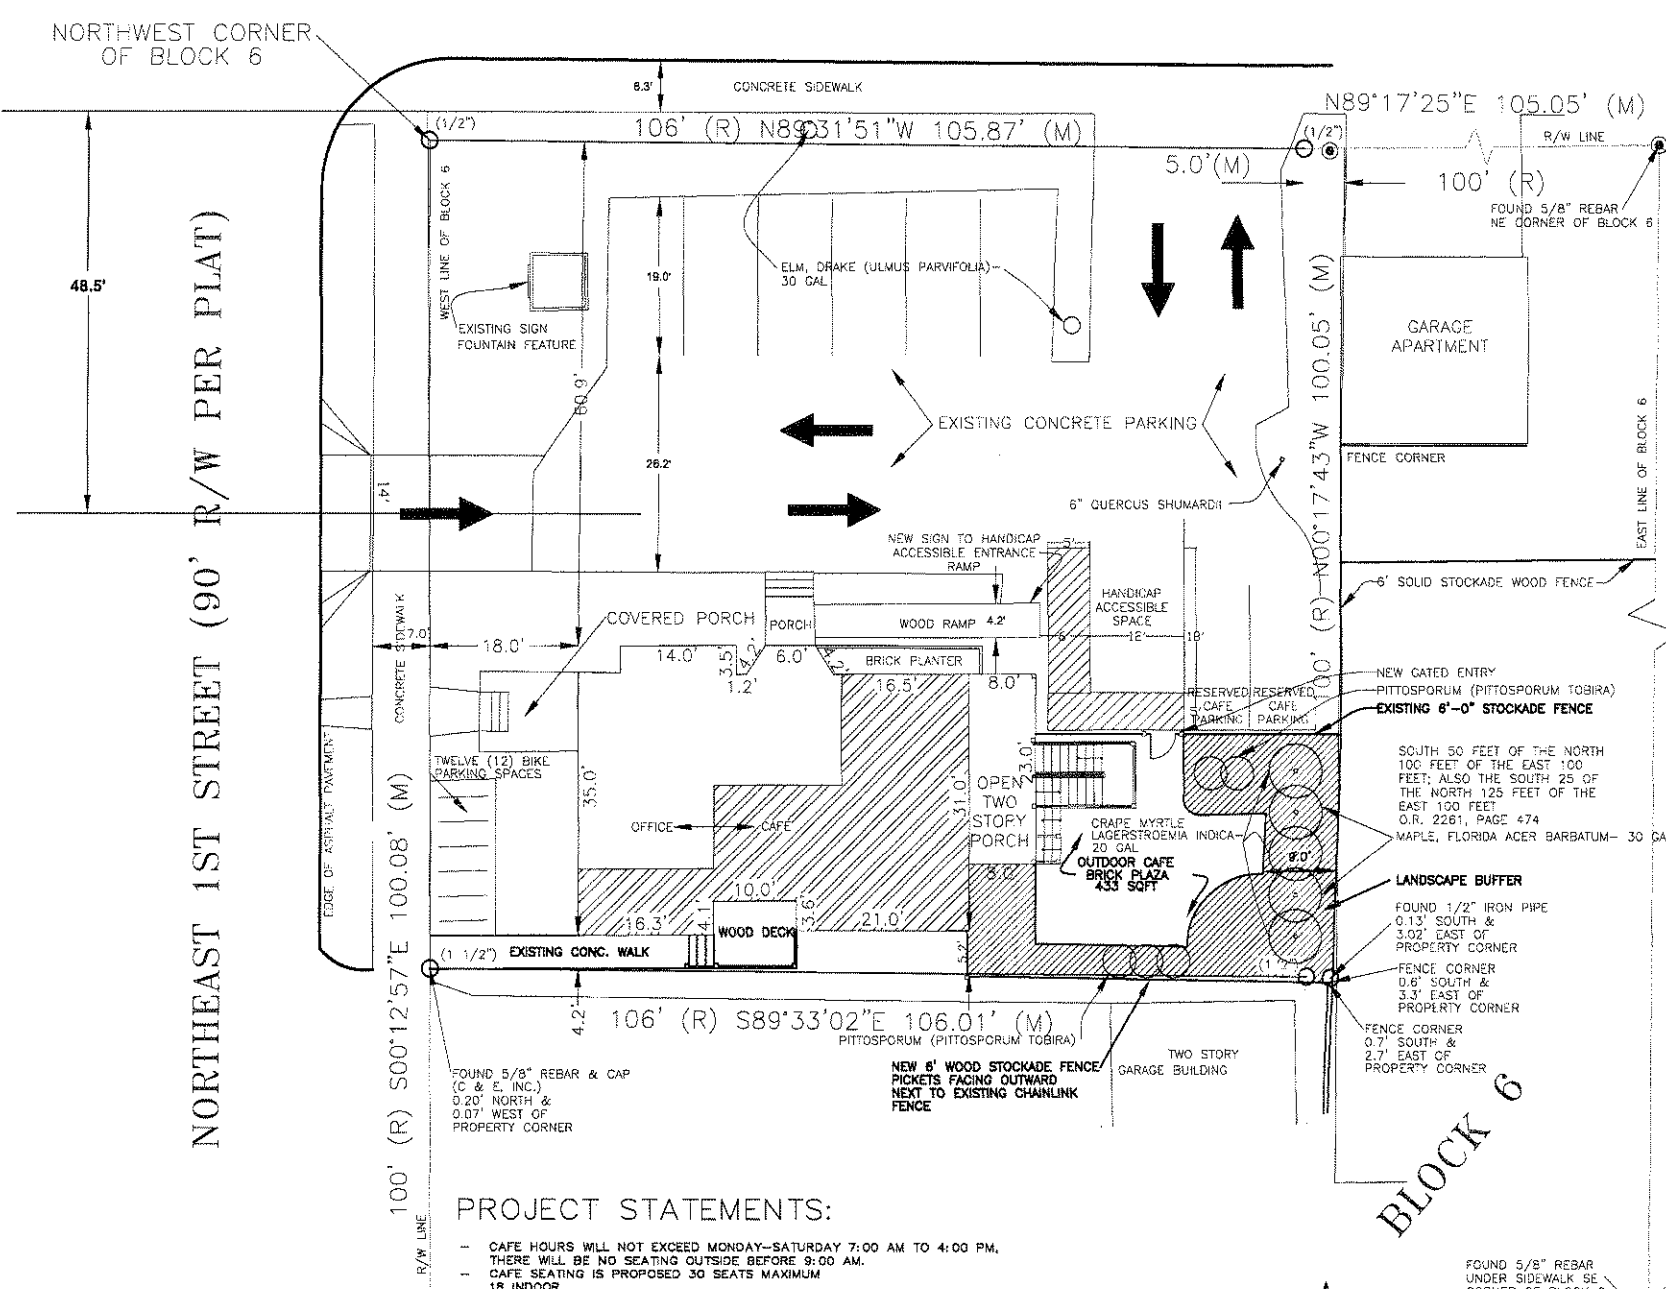 NORTHWEST CORNER
OF BLOCK 6
8.3'
CONCRETE SIDEWALK
N89°17'25"E 105.05' (M)
(1/2")
106' (R) N89°31'51"W 105.87' (M)
(1/2")
R/W LINE
5.0'(M)
100' (R)
FOUND 5/8" REBAR
NE CORNER OF BLOCK 6
WEST LINE OF BLOCK 6
48.5'
19.0'
ELM, DRAKE (ULMUS PARVIFOLIA)-
30 GAL
EXISTING SIGN
FOUNTAIN FEATURE
GARAGE
APARTMENT
60.9'
EXISTING CONCRETE PARKING
100' (R) N00°17'43"W 100.05' (M)
FENCE CORNER
EAST LINE OF BLOCK 6
26.2'
14'
6" QUERCUS SHUMARDII
NORTHEAST 1ST STREET (90' R/W PER PLAT)
NEW SIGN TO HANDICAP
ACCESSIBLE ENTRANCE
RAMP
5'
6' SOLID STOCKADE WOOD FENCE
HANDICAP
ACCESSIBLE
SPACE
CONCRETE SIDEWALK
COVERED PORCH
PORCH
WOOD RAMP
4.2'
6'
12'
18'
7.0'
18.0'
14.0'
3.5'
4.2'
6.0'
4.2'
BRICK PLANTER
1.2'
16.5'
8.0'
NEW GATED ENTRY
PITTOSPORUM (PITTOSPORUM TOBIRA)
EXISTING 6'-0" STOCKADE FENCE
RESERVED
CAFE
PARKING
RESERVED
CAFE
PARKING
EDGE OF ASPHALT PAVEMENT
TWELVE (12) BIKE
PARKING SPACES
35.0'
31.0'
23.0'
OPEN
TWO
STORY
PORCH
SOUTH 50 FEET OF THE NORTH
100 FEET OF THE EAST 100
FEET; ALSO THE SOUTH 25 OF
THE NORTH 125 FEET OF THE
EAST 100 FEET
O.R. 2261, PAGE 474
OFFICE
CAFE
CRAPE MYRTLE
LAGERSTROEMIA INDICA-
20 GAL
MAPLE, FLORIDA ACER BARBATUM- 30 GA
OUTDOOR CAFE
BRICK PLAZA
433 SQFT
9.0'
8.0'
LANDSCAPE BUFFER
10.0'
16.3'
4.1
3.6'
21.0'
WOOD DECK
FOUND 1/2" IRON PIPE
0.13' SOUTH &
3.02' EAST OF
PROPERTY CORNER
(1 1/2")
EXISTING CONC. WALK
5.2'
FENCE CORNER
0.6' SOUTH &
3.3' EAST OF
PROPERTY CORNER
4.2'
106' (R) S89°33'02"E 106.01' (M)
PITTOSPORUM (PITTOSPORUM TOBIRA)
FENCE CORNER
0.7' SOUTH &
2.7' EAST OF
PROPERTY CORNER
100' (R) S00°12'57"E 100.08' (M)
FOUND 5/8" REBAR & CAP
(C & E, INC.)
0.20' NORTH &
0.07' WEST OF
PROPERTY CORNER
NEW 6' WOOD STOCKADE FENCE
PICKETS FACING OUTWARD
NEXT TO EXISTING CHAINLINK
FENCE
TWO STORY
GARAGE BUILDING
BLOCK 6
R/W LINE
PROJECT STATEMENTS:
- CAFE HOURS WILL NOT EXCEED MONDAY-SATURDAY 7:00 AM TO 4:00 PM,
THERE WILL BE NO SEATING OUTSIDE BEFORE 9:00 AM.
- CAFE SEATING IS PROPOSED 30 SEATS MAXIMUM
18 INDOOR
FOUND 5/8" REBAR
UNDER SIDEWALK SE